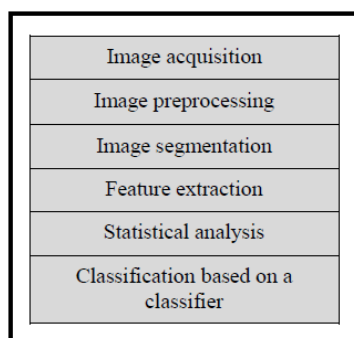 Image acquisition
Image preprocessing
Image segmentation
Feature extraction
Statistical analysis
Classification based on a
classifier